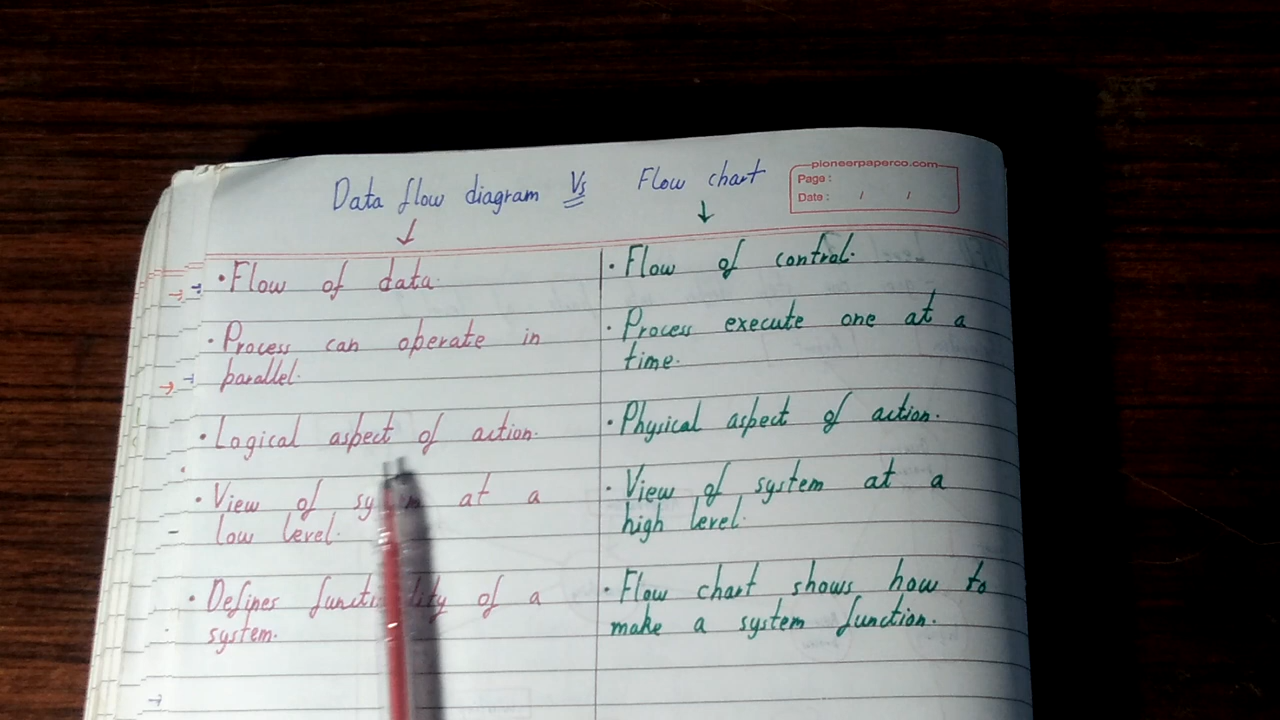 pioneerpaperco.com
Page :
Date : / /
Data flow diagram Vs Flow chart
• Flow of data.
• Process can operate in
parallel.
• Logical aspect of action.
• View of system at a
low level.
• Defines functionality of a
system.
• Flow of control.
• Process execute one at a
time.
• Physical aspect of action.
• View of system at a
high level.
• Flow chart shows how to
make a system function.